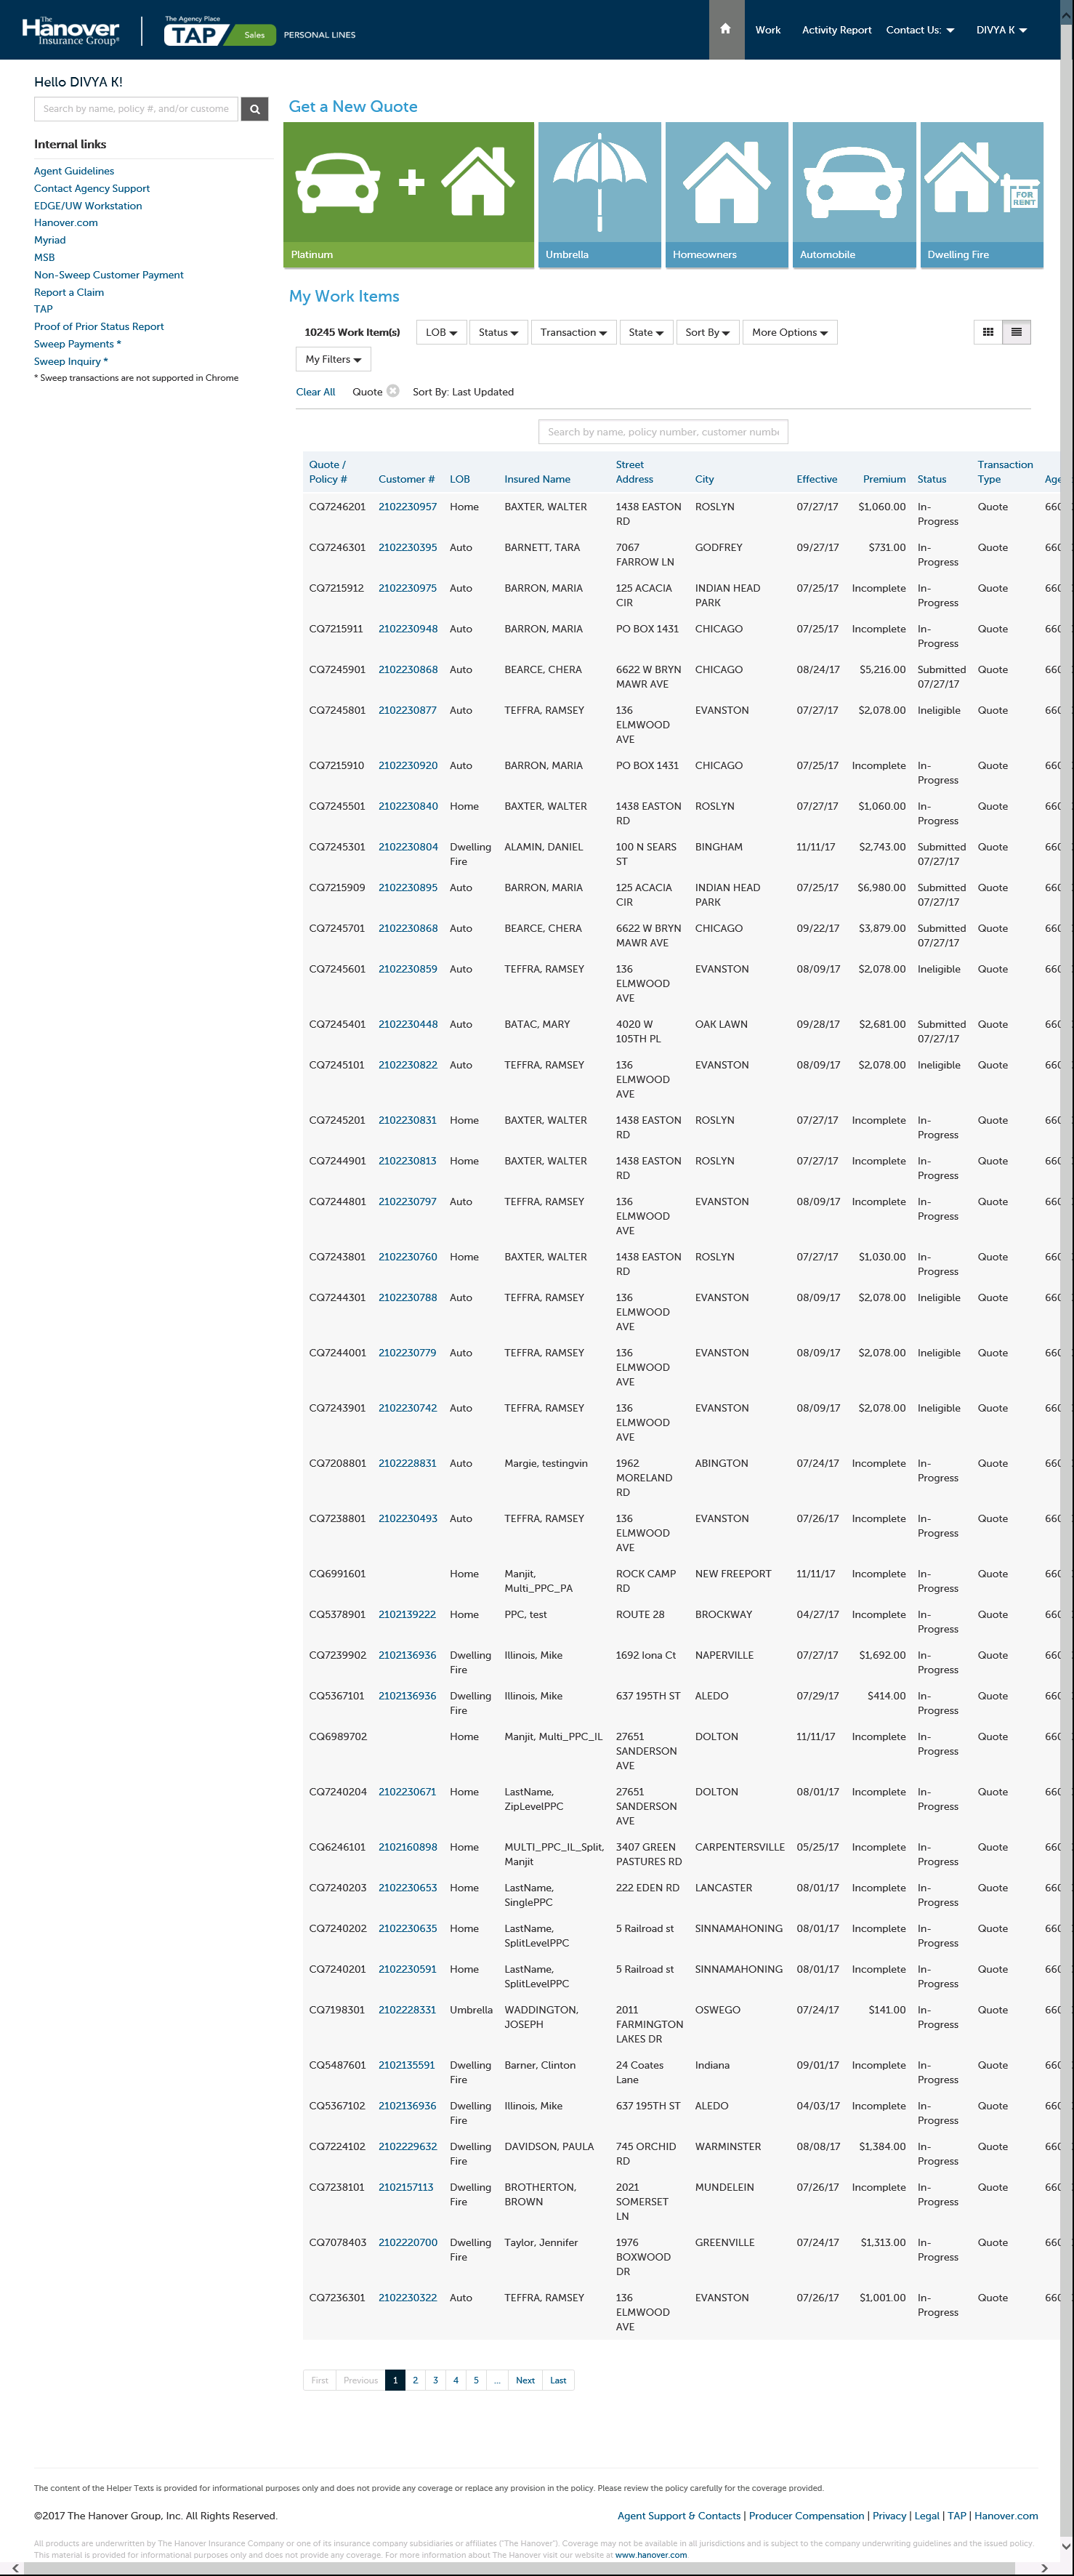 The Hanover Insurance Group®
The Agency Place
TAP Sales PERSONAL LINES
Work Activity Report Contact Us: DIVYA K
Hello DIVYA K!
Search by name, policy #, and/or custome
Internal links
Agent Guidelines
Contact Agency Support
EDGE/UW Workstation
Hanover.com
Myriad
MSB
Non-Sweep Customer Payment
Report a Claim
TAP
Proof of Prior Status Report
Sweep Payments *
Sweep Inquiry *
* Sweep transactions are not supported in Chrome
Get a New Quote
FOR RENT
Platinum Umbrella Homeowners Automobile Dwelling Fire
My Work Items
10245 Work Item(s) LOB Status Transaction State Sort By More Options
My Filters
Clear All Quote Sort By: Last Updated
Search by name, policy number, customer numbe
Quote / Street Transaction
Policy # Customer # LOB Insured Name Address City Effective Premium Status Type Age
CQ7246201 2102230957 Home BAXTER, WALTER 1438 EASTON ROSLYN 07/27/17 $1,060.00 In- Quote 660
RD Progress
CQ7246301 2102230395 Auto BARNETT, TARA 7067 GODFREY 09/27/17 $731.00 In- Quote 660
FARROW LN Progress
CQ7215912 2102230975 Auto BARRON, MARIA 125 ACACIA INDIAN HEAD 07/25/17 Incomplete In- Quote 660
CIR PARK Progress
CQ7215911 2102230948 Auto BARRON, MARIA PO BOX 1431 CHICAGO 07/25/17 Incomplete In- Quote 660
Progress
CQ7245901 2102230868 Auto BEARCE, CHERA 6622 W BRYN CHICAGO 08/24/17 $5,216.00 Submitted Quote 660
MAWR AVE 07/27/17
CQ7245801 2102230877 Auto TEFFRA, RAMSEY 136 EVANSTON 07/27/17 $2,078.00 Ineligible Quote 660
ELMWOOD
AVE
CQ7215910 2102230920 Auto BARRON, MARIA PO BOX 1431 CHICAGO 07/25/17 Incomplete In- Quote 660
Progress
CQ7245501 2102230840 Home BAXTER, WALTER 1438 EASTON ROSLYN 07/27/17 $1,060.00 In- Quote 660
RD Progress
CQ7245301 2102230804 Dwelling ALAMIN, DANIEL 100 N SEARS BINGHAM 11/11/17 $2,743.00 Submitted Quote 660
Fire ST 07/27/17
CQ7215909 2102230895 Auto BARRON, MARIA 125 ACACIA INDIAN HEAD 07/25/17 $6,980.00 Submitted Quote 660
CIR PARK 07/27/17
CQ7245701 2102230868 Auto BEARCE, CHERA 6622 W BRYN CHICAGO 09/22/17 $3,879.00 Submitted Quote 660
MAWR AVE 07/27/17
CQ7245601 2102230859 Auto TEFFRA, RAMSEY 136 EVANSTON 08/09/17 $2,078.00 Ineligible Quote 660
ELMWOOD
AVE
CQ7245401 2102230448 Auto BATAC, MARY 4020 W OAK LAWN 09/28/17 $2,681.00 Submitted Quote 660
105TH PL 07/27/17
CQ7245101 2102230822 Auto TEFFRA, RAMSEY 136 EVANSTON 08/09/17 $2,078.00 Ineligible Quote 660
ELMWOOD
AVE
CQ7245201 2102230831 Home BAXTER, WALTER 1438 EASTON ROSLYN 07/27/17 Incomplete In- Quote 660
RD Progress
CQ7244901 2102230813 Home BAXTER, WALTER 1438 EASTON ROSLYN 07/27/17 Incomplete In- Quote 660
RD Progress
CQ7244801 2102230797 Auto TEFFRA, RAMSEY 136 EVANSTON 08/09/17 Incomplete In- Quote 660
ELMWOOD Progress
AVE
CQ7243801 2102230760 Home BAXTER, WALTER 1438 EASTON ROSLYN 07/27/17 $1,030.00 In- Quote 660
RD Progress
CQ7244301 2102230788 Auto TEFFRA, RAMSEY 136 EVANSTON 08/09/17 $2,078.00 Ineligible Quote 660
ELMWOOD
AVE
CQ7244001 2102230779 Auto TEFFRA, RAMSEY 136 EVANSTON 08/09/17 $2,078.00 Ineligible Quote 660
ELMWOOD
AVE
CQ7243901 2102230742 Auto TEFFRA, RAMSEY 136 EVANSTON 08/09/17 $2,078.00 Ineligible Quote 660
ELMWOOD
AVE
CQ7208801 2102228831 Auto Margie, testingvin 1962 ABINGTON 07/24/17 Incomplete In- Quote 660
MORELAND Progress
RD
CQ7238801 2102230493 Auto TEFFRA, RAMSEY 136 EVANSTON 07/26/17 Incomplete In- Quote 660
ELMWOOD Progress
AVE
CQ6991601 Home Manjit, ROCK CAMP NEW FREEPORT 11/11/17 Incomplete In- Quote 660
Multi_PPC_PA RD Progress
CQ5378901 2102139222 Home PPC, test ROUTE 28 BROCKWAY 04/27/17 Incomplete In- Quote 660
Progress
CQ7239902 2102136936 Dwelling Illinois, Mike 1692 Iona Ct NAPERVILLE 07/27/17 $1,692.00 In- Quote 660
Fire Progress
CQ5367101 2102136936 Dwelling Illinois, Mike 637 195TH ST ALEDO 07/29/17 $414.00 In- Quote 660
Fire Progress
CQ6989702 Home Manjit, Multi_PPC_IL 27651 DOLTON 11/11/17 Incomplete In- Quote 660
SANDERSON Progress
AVE
CQ7240204 2102230671 Home LastName, 27651 DOLTON 08/01/17 Incomplete In- Quote 660
ZipLevelPPC SANDERSON Progress
AVE
CQ6246101 2102160898 Home MULTI_PPC_IL_Split, 3407 GREEN CARPENTERSVILLE 05/25/17 Incomplete In- Quote 660
Manjit PASTURES RD Progress
CQ7240203 2102230653 Home LastName, 222 EDEN RD LANCASTER 08/01/17 Incomplete In- Quote 660
SinglePPC Progress
CQ7240202 2102230635 Home LastName, 5 Railroad st SINNAMAHONING 08/01/17 Incomplete In- Quote 660
SplitLevelPPC Progress
CQ7240201 2102230591 Home LastName, 5 Railroad st SINNAMAHONING 08/01/17 Incomplete In- Quote 660
SplitLevelPPC Progress
CQ7198301 2102228331 Umbrella WADDINGTON, 2011 OSWEGO 07/24/17 $141.00 In- Quote 660
JOSEPH FARMINGTON Progress
LAKES DR
CQ5487601 2102135591 Dwelling Barner, Clinton 24 Coates Indiana 09/01/17 Incomplete In- Quote 660
Fire Lane Progress
CQ5367102 2102136936 Dwelling Illinois, Mike 637 195TH ST ALEDO 04/03/17 Incomplete In- Quote 660
Fire Progress
CQ7224102 2102229632 Dwelling DAVIDSON, PAULA 745 ORCHID WARMINSTER 08/08/17 $1,384.00 In- Quote 660
Fire RD Progress
CQ7238101 2102157113 Dwelling BROTHERTON, 2021 MUNDELEIN 07/26/17 Incomplete In- Quote 660
Fire BROWN SOMERSET Progress
LN
CQ7078403 2102220700 Dwelling Taylor, Jennifer 1976 GREENVILLE 07/24/17 $1,313.00 In- Quote 660
Fire BOXWOOD Progress
DR
CQ7236301 2102230322 Auto TEFFRA, RAMSEY 136 EVANSTON 07/26/17 $1,001.00 In- Quote 660
ELMWOOD Progress
AVE
First Previous 1 2 3 4 5 ... Next Last
The content of the Helper Texts is provided for informational purposes only and does not provide any coverage or replace any provision in the policy. Please review the policy carefully for the coverage provided.
©2017 The Hanover Group, Inc. All Rights Reserved. Agent Support & Contacts | Producer Compensation | Privacy | Legal | TAP | Hanover.com
All products are underwritten by The Hanover Insurance Company or one of its insurance company subsidiaries or affiliates ("The Hanover"). Coverage may not be available in all jurisdictions and is subject to the company underwriting guidelines and the issued policy.
This material is provided for informational purposes only and does not provide any coverage. For more information about The Hanover visit our website at www.hanover.com